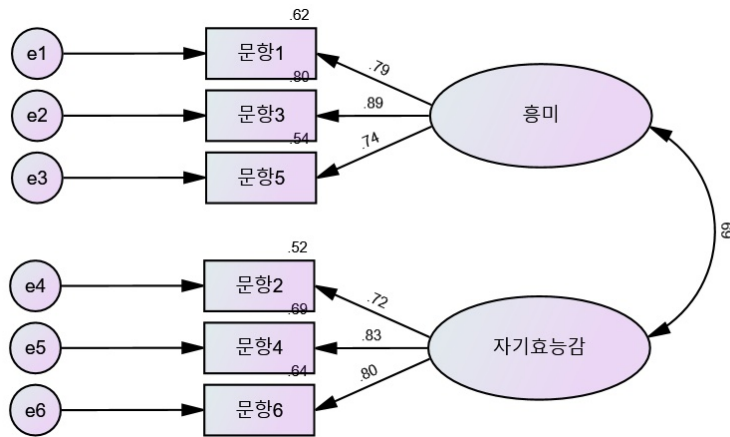 .62
e1 문항1 .79
.80
e2 문항3 .89 흥미
.54
e3 문항5 .74
.69
.52
e4 문항2 .72
.69
e5 문항4 .83 자기효능감
.64
e6 문항6 .80